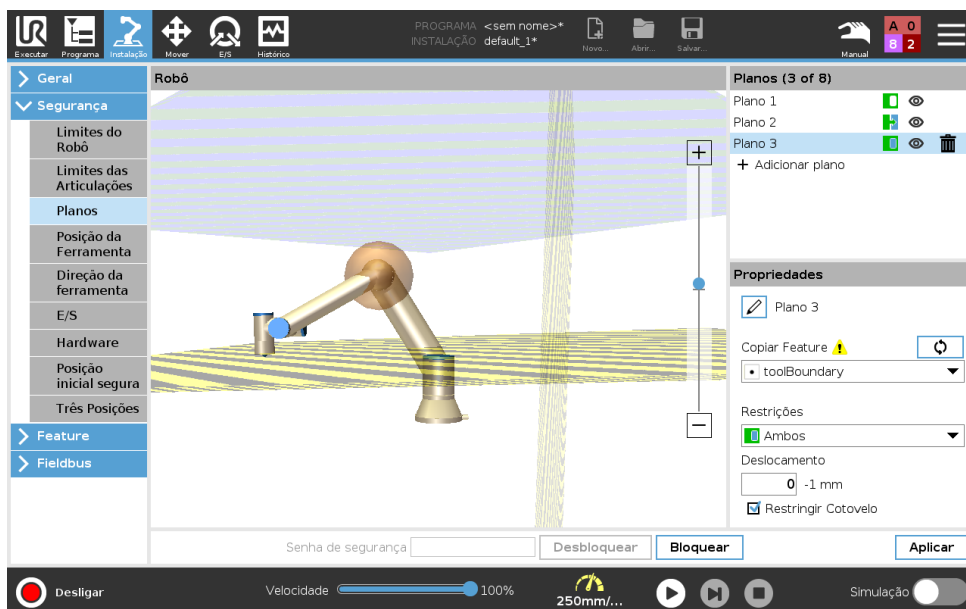 PROGRAMA <sem nome>*
INSTALAÇÃO default_1*
Executar Programa Instalação Mover E/S Histórico Novo... Abrir... Salvar... Manual
A 0
8 2
Geral
Segurança
Limites do
Robô
Limites das
Articulações
Planos
Posição da
Ferramenta
Direção da
ferramenta
E/S
Hardware
Posição
inicial segura
Três Posições
Feature
Fieldbus
Robô
Planos (3 of 8)
Plano 1
Plano 2
Plano 3
+ Adicionar plano
Propriedades
Plano 3
Copiar Feature
toolBoundary
Restrições
Ambos
Deslocamento
0 -1 mm
Restringir Cotovelo
Senha de segurança Desbloquear Bloquear Aplicar
Desligar Velocidade 100% 250mm/... Simulação